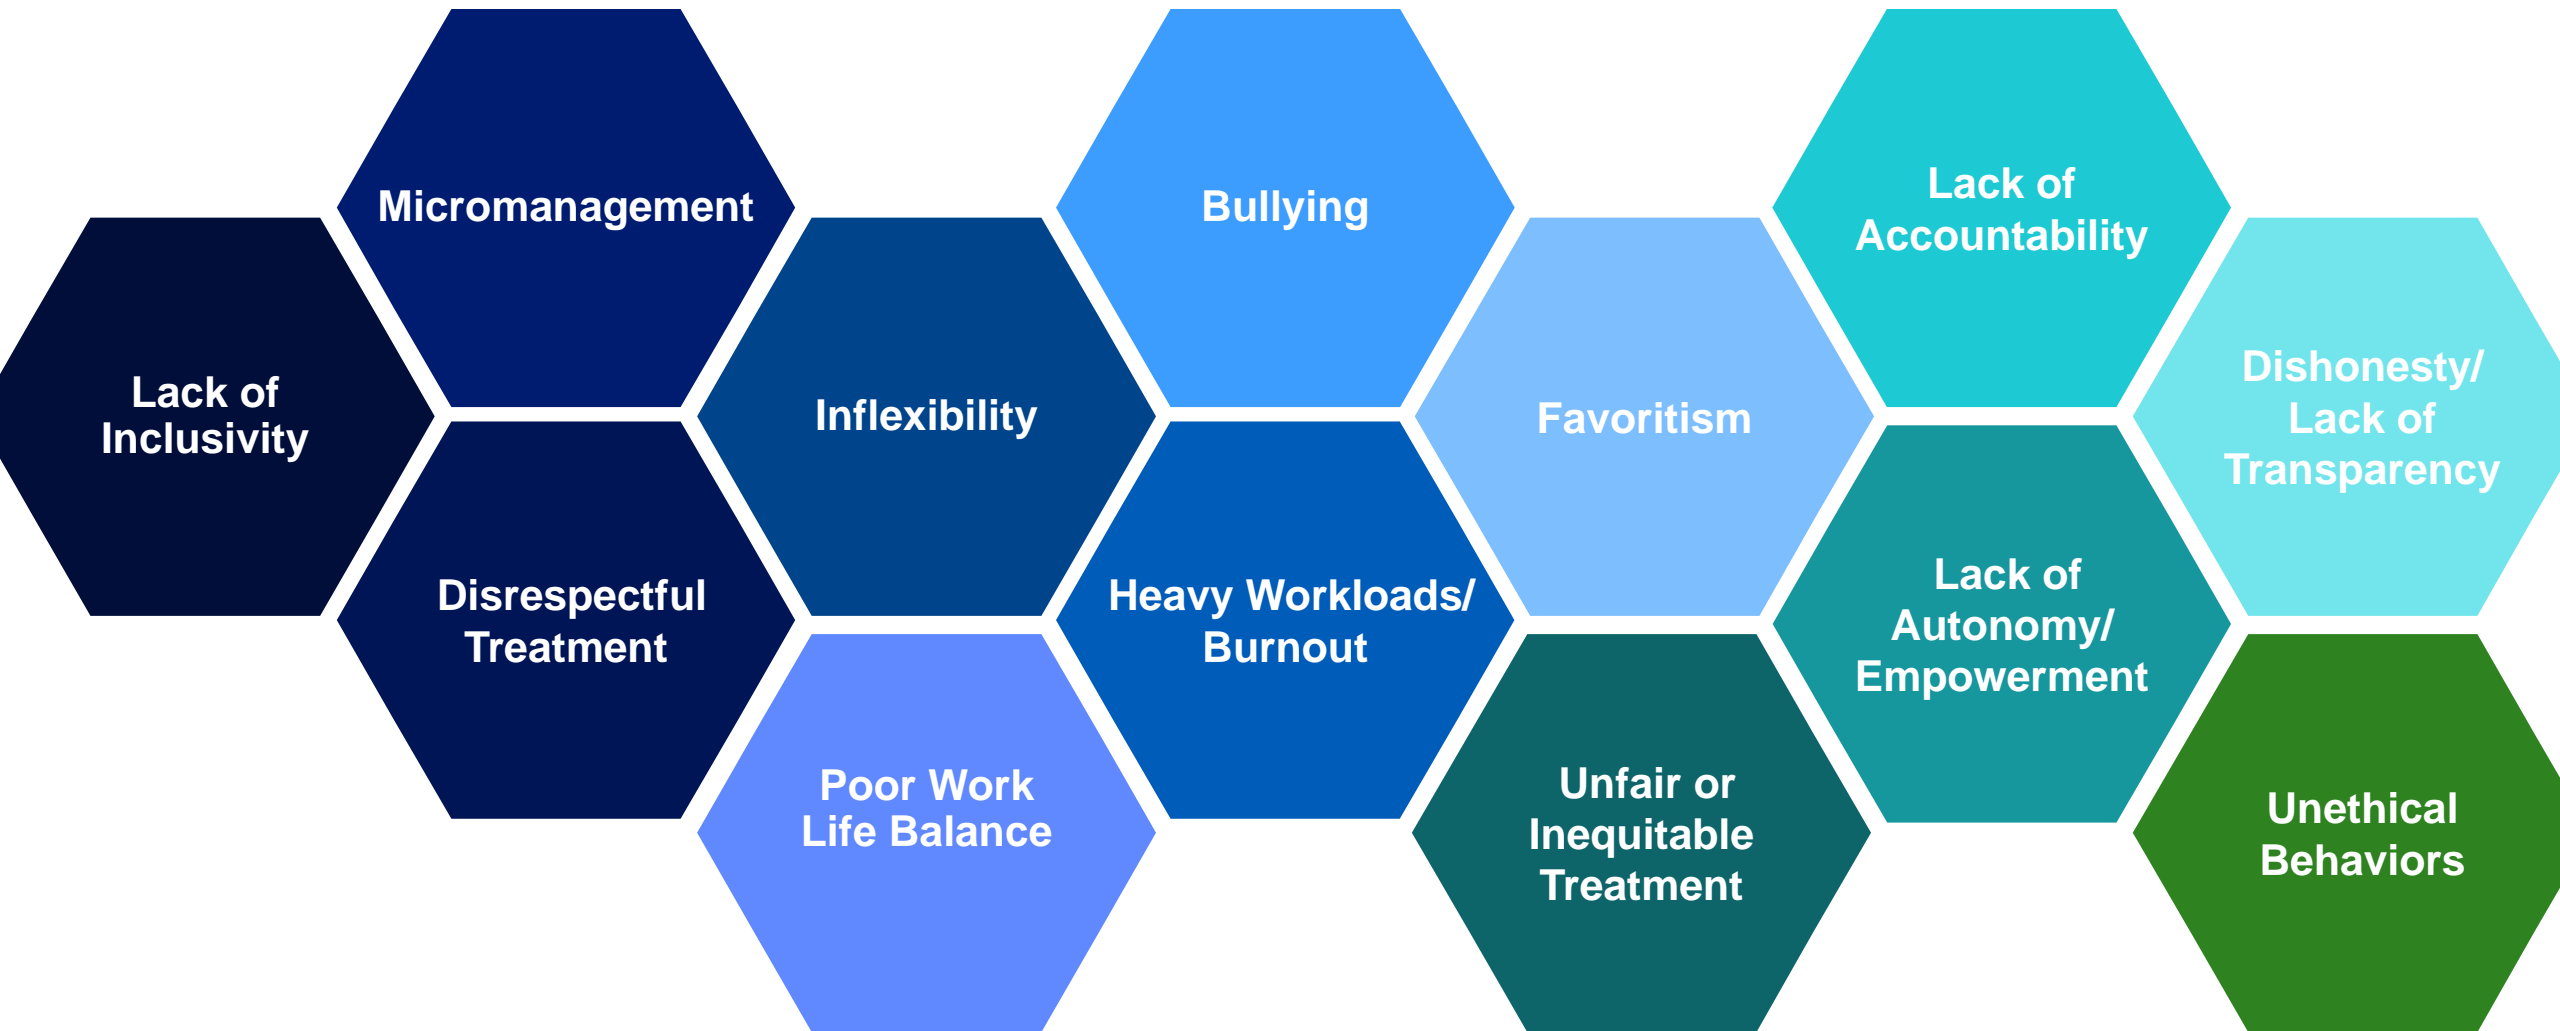 Micromanagement
Bullying
Lack of
Accountability
Lack of
Inclusivity
Inflexibility
Favoritism
Dishonesty/
Lack of
Transparency
Disrespectful
Treatment
Heavy Workloads/
Burnout
Lack of
Autonomy/
Empowerment
Poor Work
Life Balance
Unfair or
Inequitable
Treatment
Unethical
Behaviors